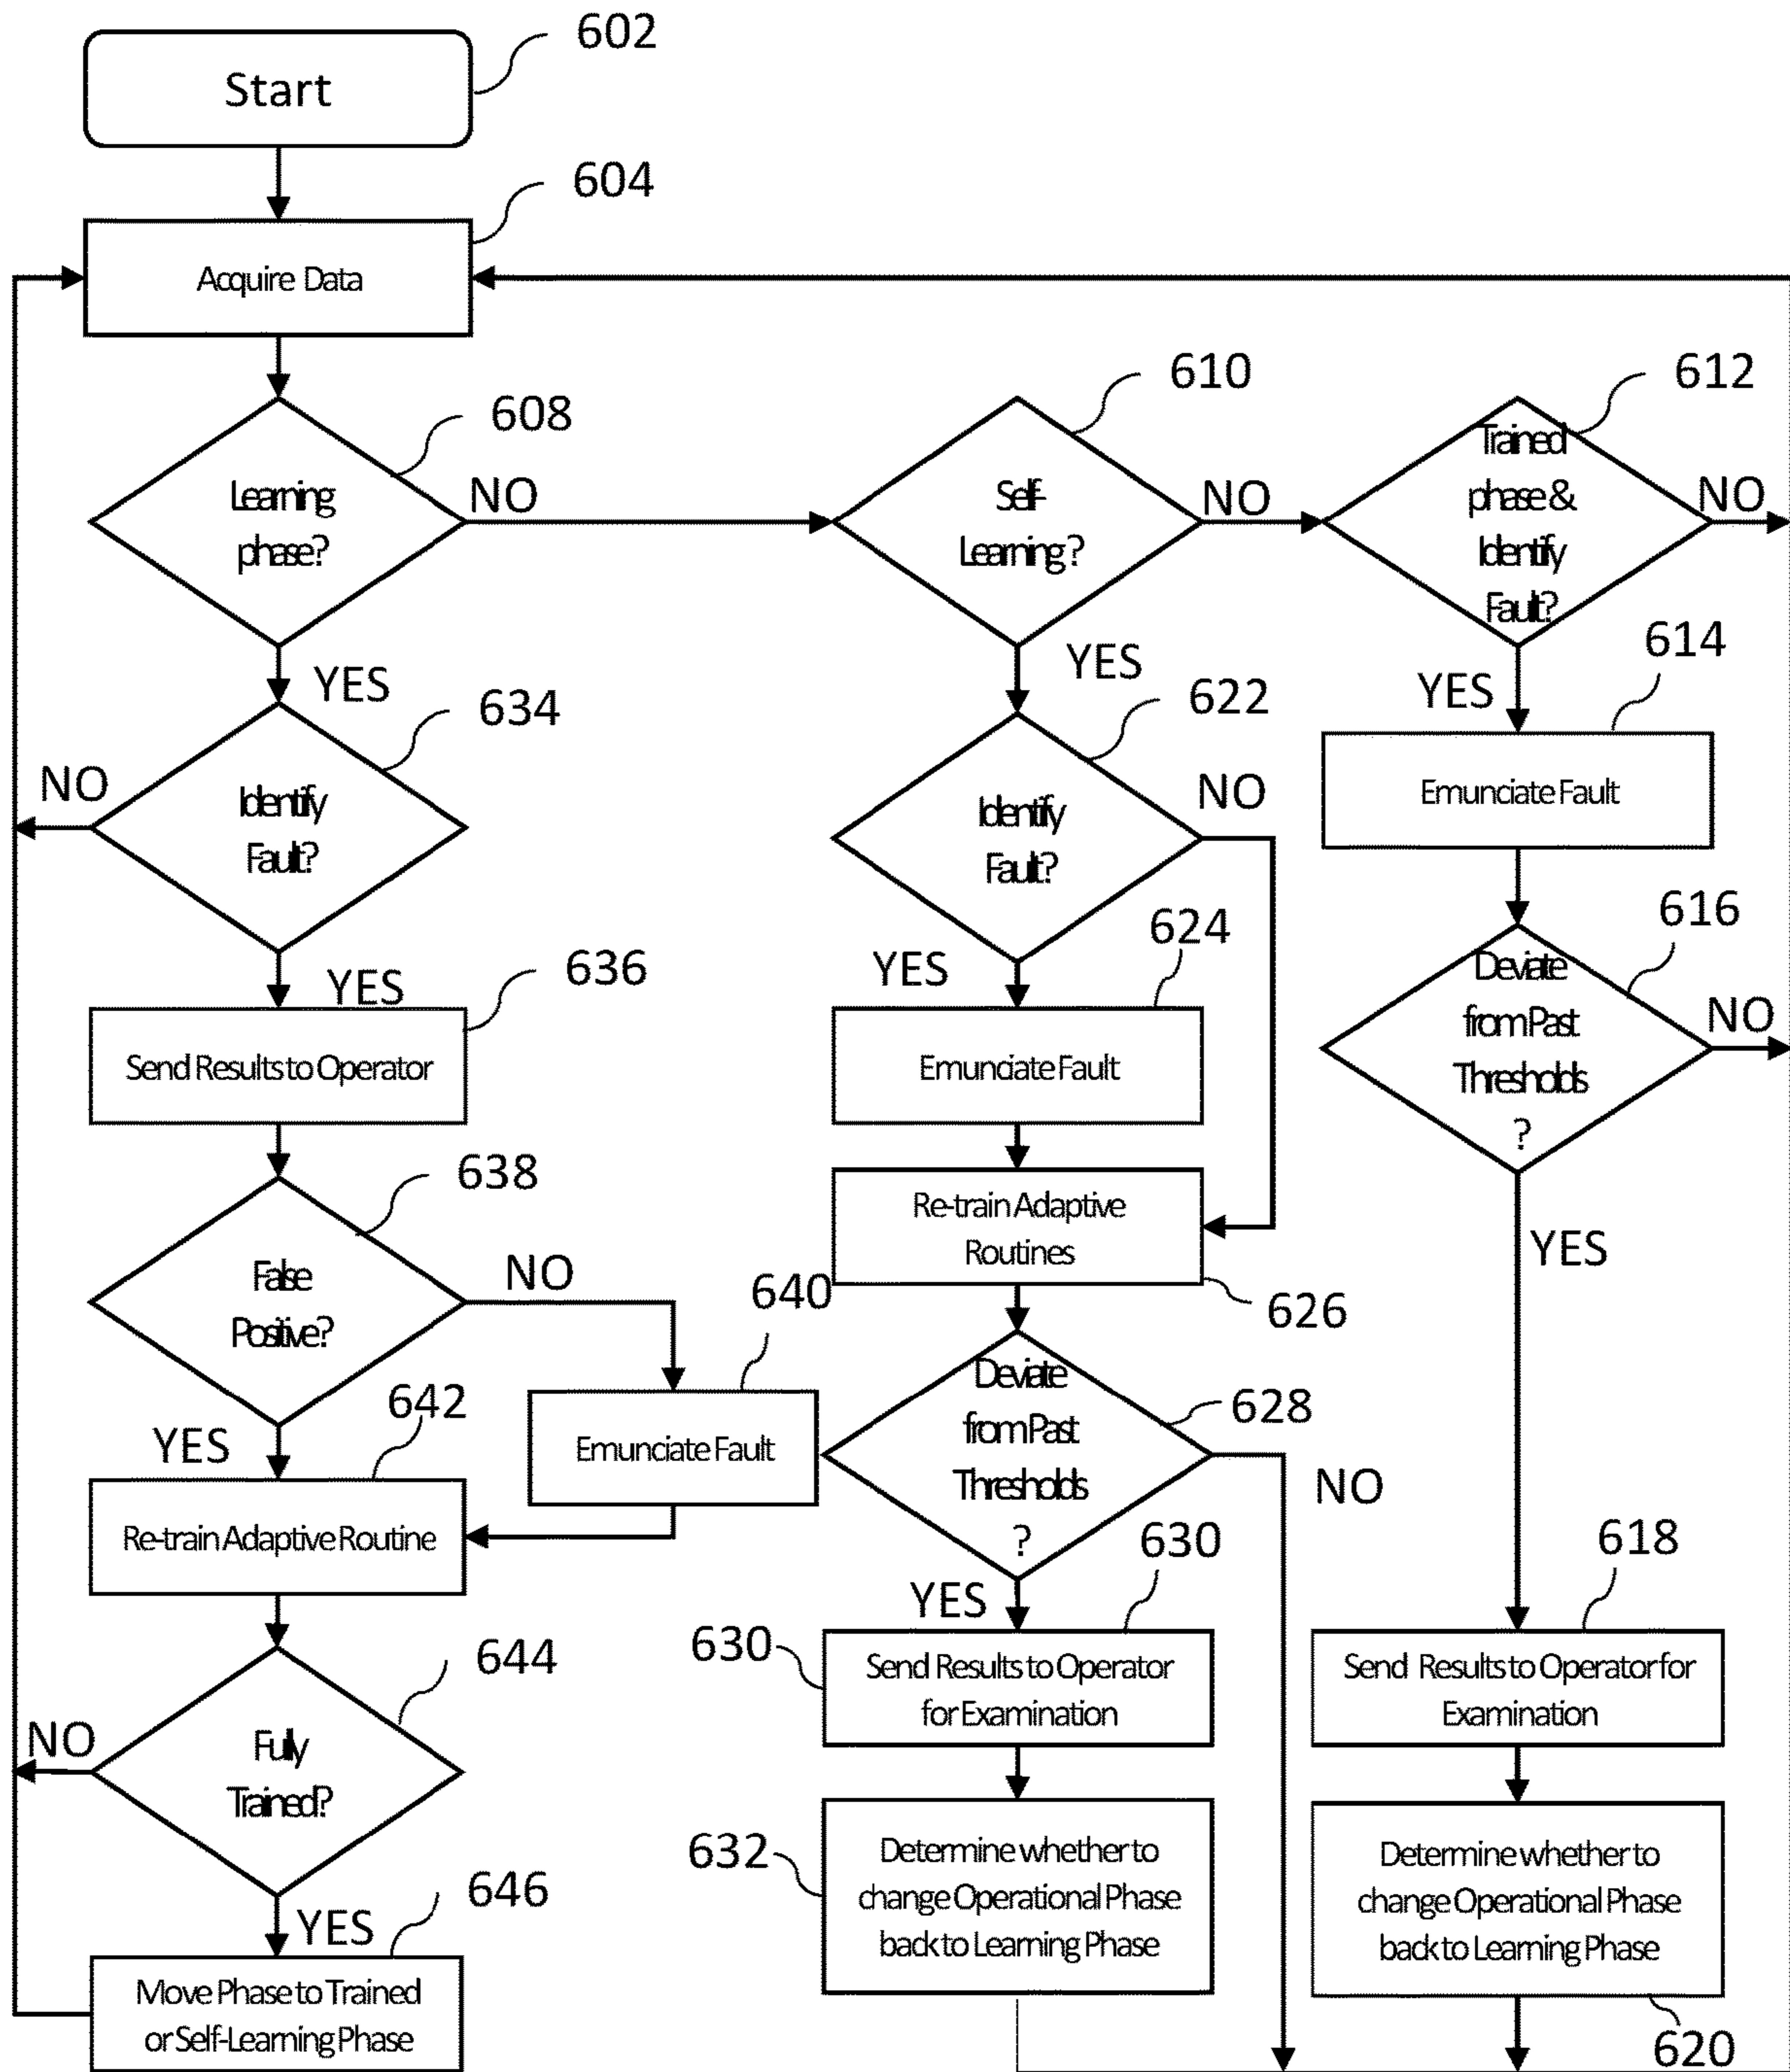 602
Start
604
Acquire Data
608
Learning
phase?
NO
610
Self-
Learning?
NO
612
Trained
phase &
Identify
Fault?
NO
YES
634
Identify
Fault?
NO
YES
636
Send Results to Operator
638
False
Positive?
NO
640
Emunciate Fault
YES
642
Re-train Adaptive Routine
644
Fully
Trained?
NO
YES
646
Move Phase to Trained
or Self-Learning Phase
YES
622
Identify
Fault?
NO
YES
624
Emunciate Fault
Re-train Adaptive
Routines
626
Deviate
from Past
Thresholds
?
628
NO
YES
630
630
Send Results to Operator
for Examination
632
Determine whether to
change Operational Phase
back to Learning Phase
YES
614
Emunciate Fault
616
Deviate
from Past
Thresholds
?
NO
YES
618
Send Results to Operator for
Examination
Determine whether to
change Operational Phase
back to Learning Phase
620